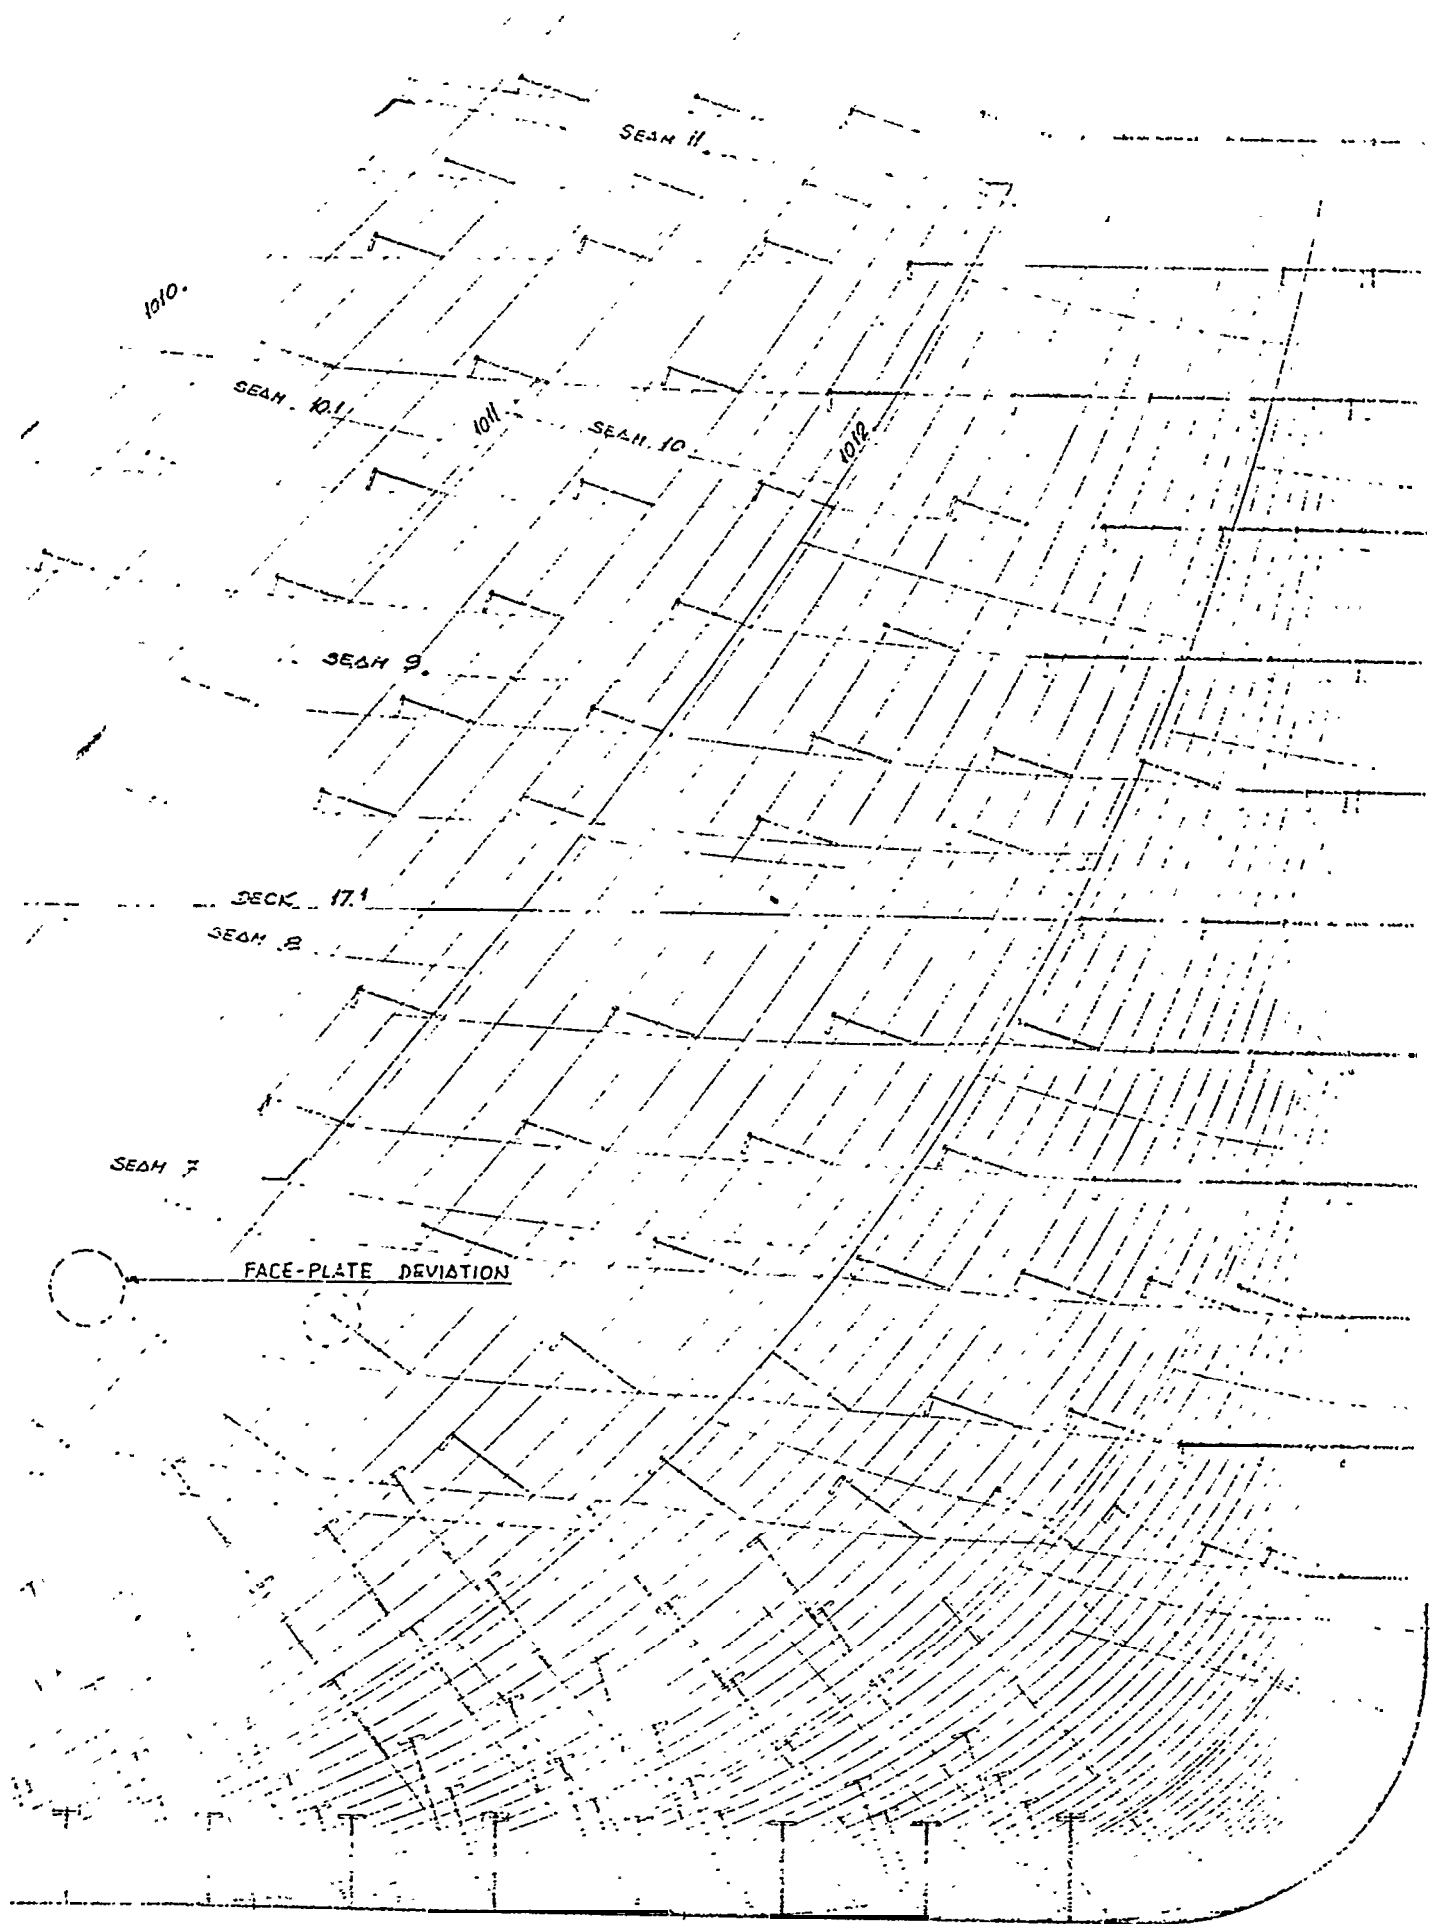 SEAM 11.
1010.
SEAM 10.1
1011
SEAM 10
1012
SEAM 9.
DECK 17.1
SEAM 8
SEAM 7
FACE-PLATE DEVIATION